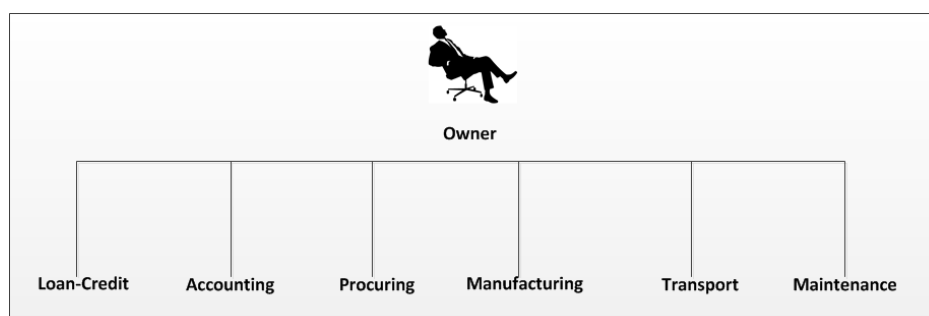 Owner
Loan-Credit
Accounting
Procuring
Manufacturing
Transport
Maintenance